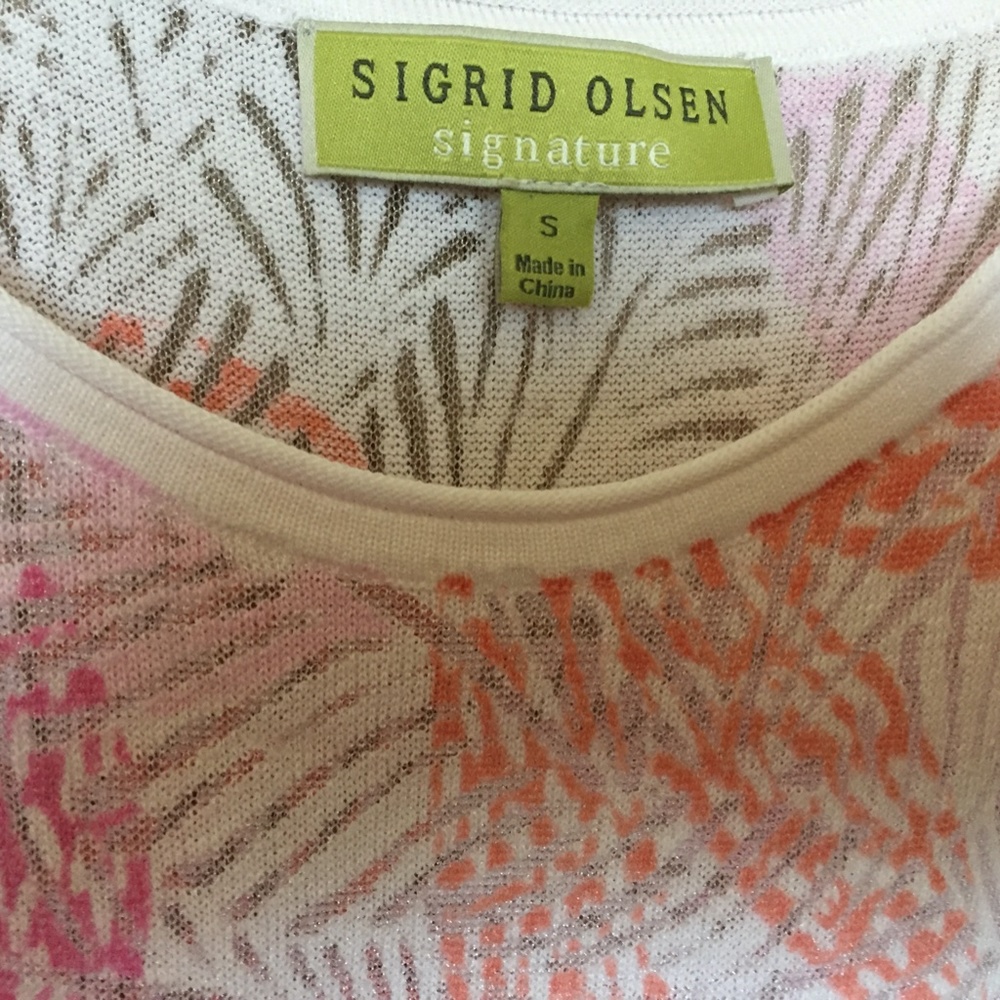 SIGRID OLSEN
signature
S
Made in
China